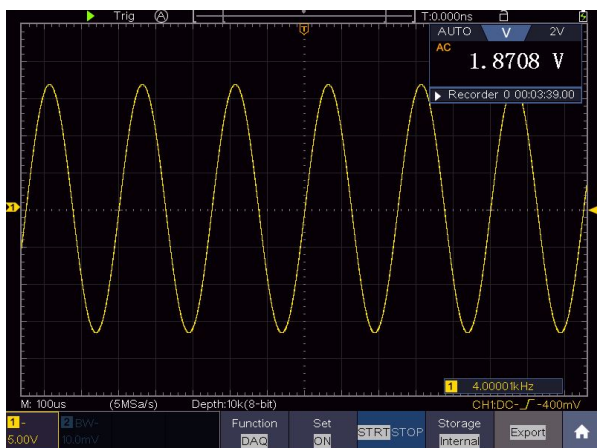 Trig A T:0.000ns
T
AUTO V 2V
AC
1.8708 V
Recorder 0 00:03:39.00
1
1 4.00001kHz
M: 100us (5MSa/s) Depth:10k(8-bit) CH1:DC- -400mV
1 - 2 BW- Function Set STRT STOP Storage Export
5.00V 10.0mV DAQ ON Internal